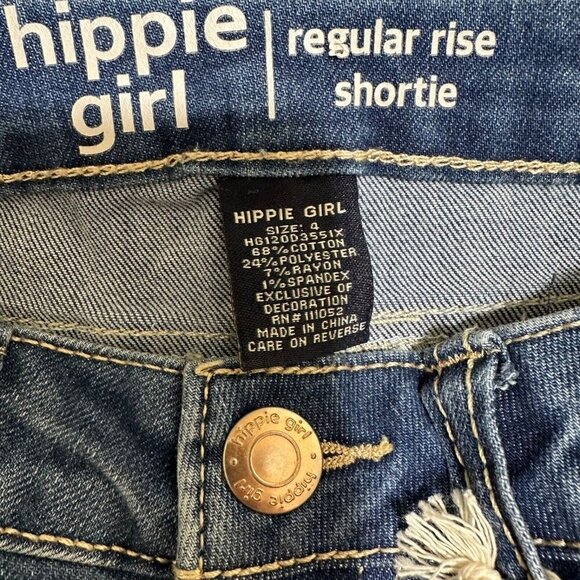 hippie
girl
regular rise
shortie
HIPPIE GIRL
SIZE: 4
HG120D3551X
68% COTTON
24% POLYESTER
7% RAYON
1% SPANDEX
EXCLUSIVE OF
DECORATION
RN# 111052
MADE IN CHINA
CARE ON REVERSE
hippie girl
hippie girl